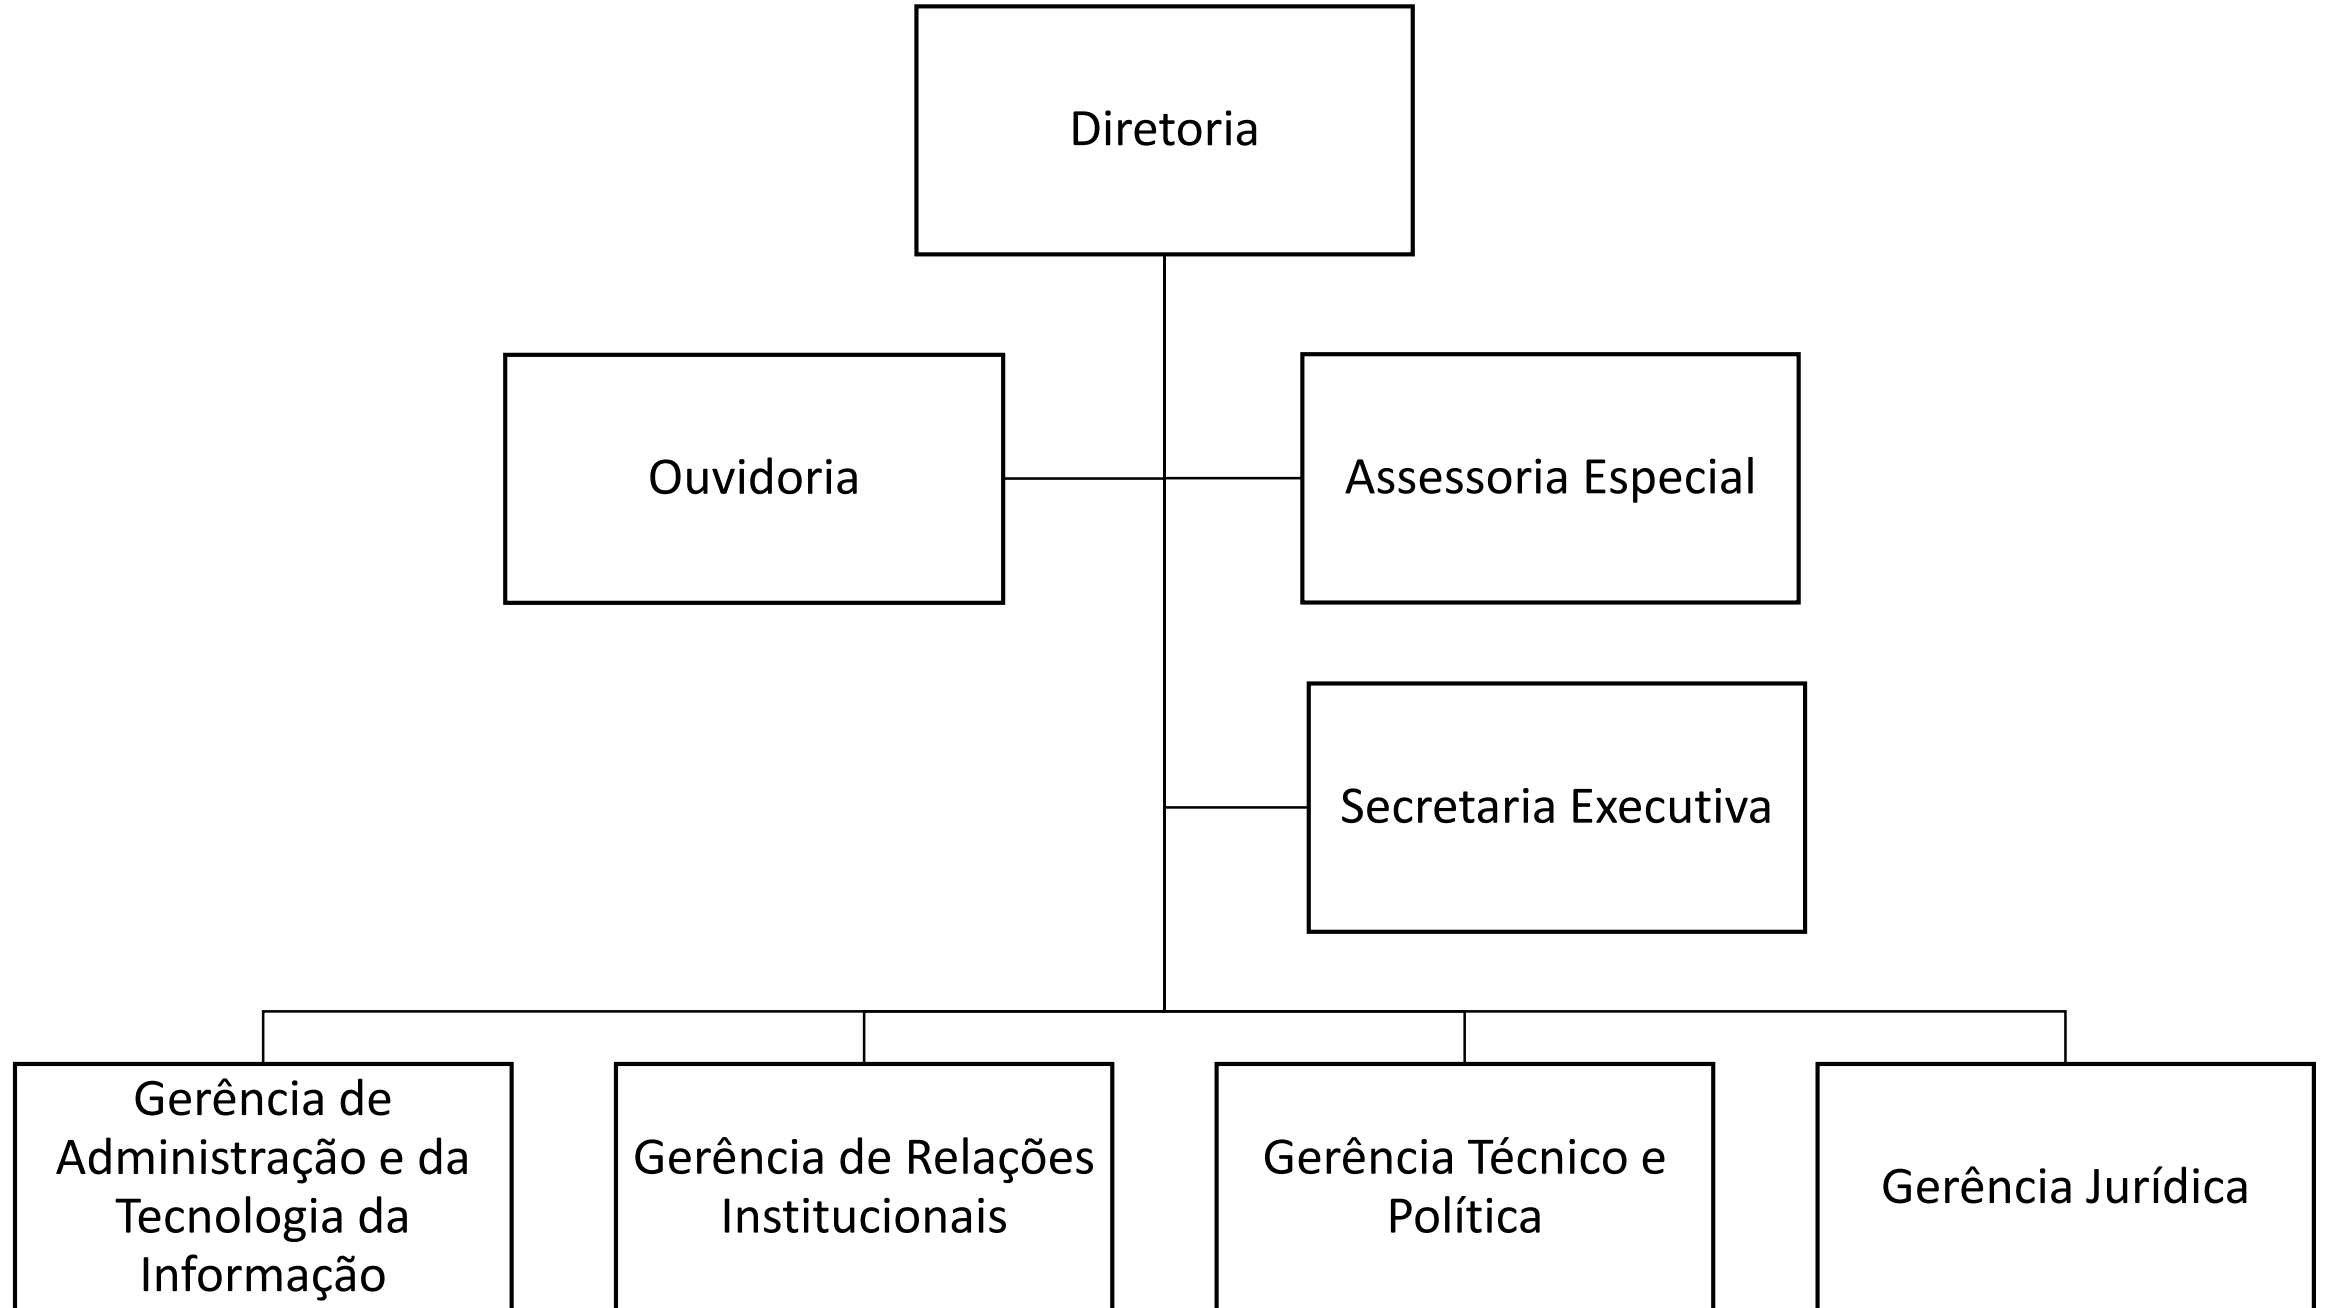 Diretoria
Ouvidoria
Assessoria Especial
Secretaria Executiva
Gerência de
Administração e da
Tecnologia da
Informação
Gerência de Relações
Institucionais
Gerência Técnico e
Política
Gerência Jurídica